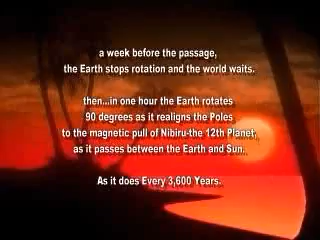 a week before the passage,
the Earth stops rotation and the world waits.
then...in one hour the Earth rotates
90 degrees as it realigns the Poles
to the magnetic pull of Nibiru-the 12th Planet,
as it passes between the Earth and Sun.
As it does Every 3,600 Years.